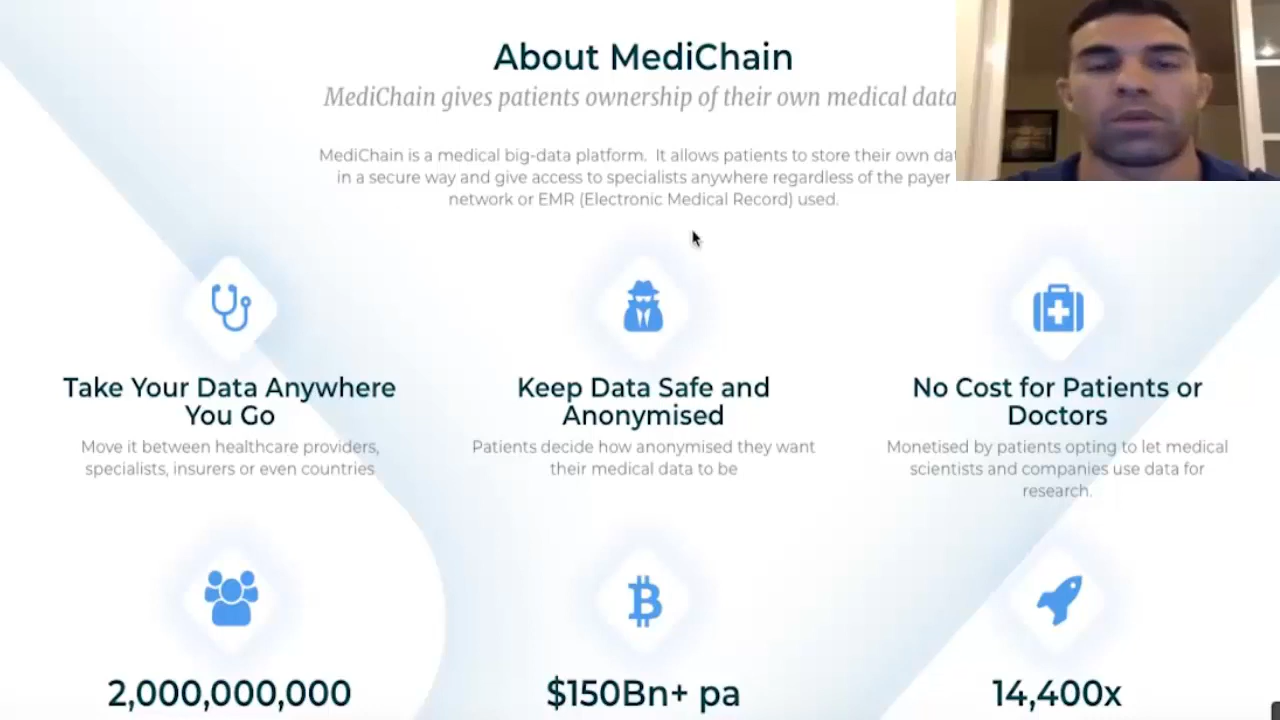 About MediChain
MediChain gives patients ownership of their own medical data
MediChain is a medical big-data platform. It allows patients to store their own
in a secure way and give access to specialists anywhere regardless of the payer
network or EMR (Electronic Medical Record) used.
Take Your Data Anywhere
You Go
Move it between healthcare providers,
specialists, insurers or even countries
Keep Data Safe and
Anonymised
Patients decide how anonymised they want
their medical data to be
No Cost for Patients or
Doctors
Monetised by patients opting to let medical
scientists and companies use data for
research.
2,000,000,000
$150Bn+ pa
14,400x